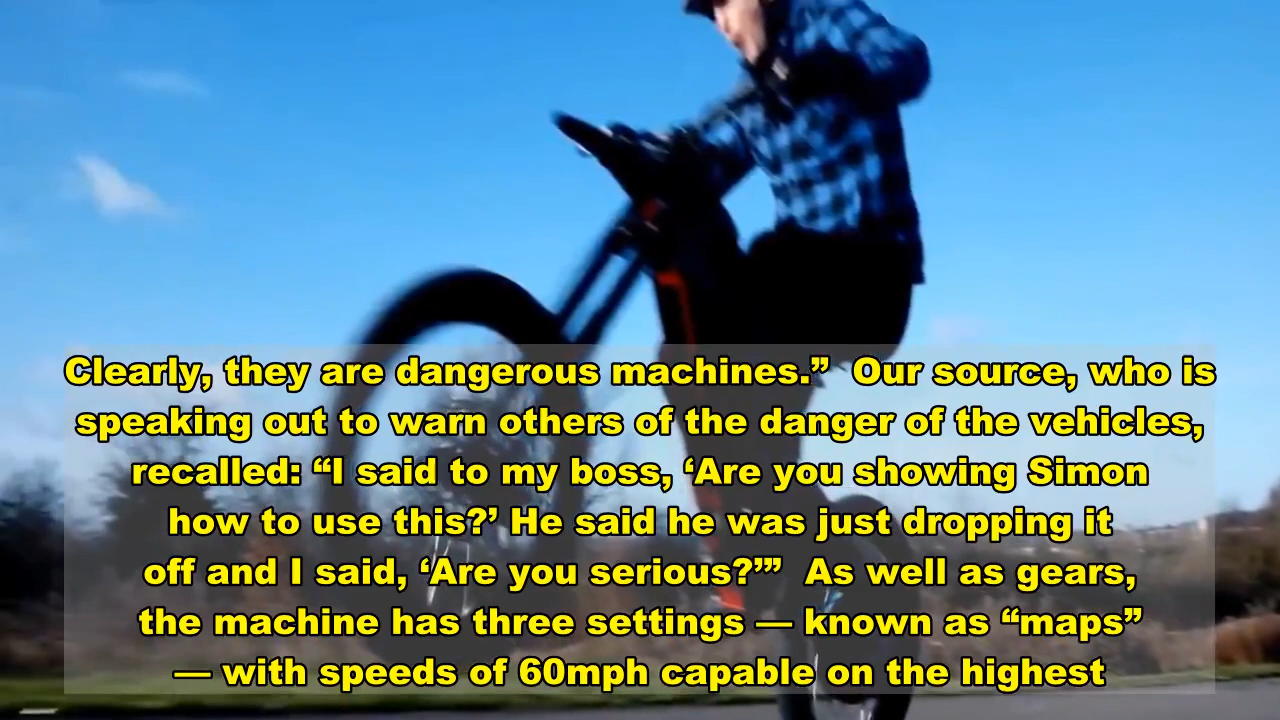 Clearly, they are dangerous machines.”  Our source, who is
speaking out to warn others of the danger of the vehicles,
recalled: “I said to my boss, ‘Are you showing Simon
how to use this?’ He said he was just dropping it
off and I said, ‘Are you serious?’”  As well as gears,
the machine has three settings — known as “maps”
— with speeds of 60mph capable on the highest